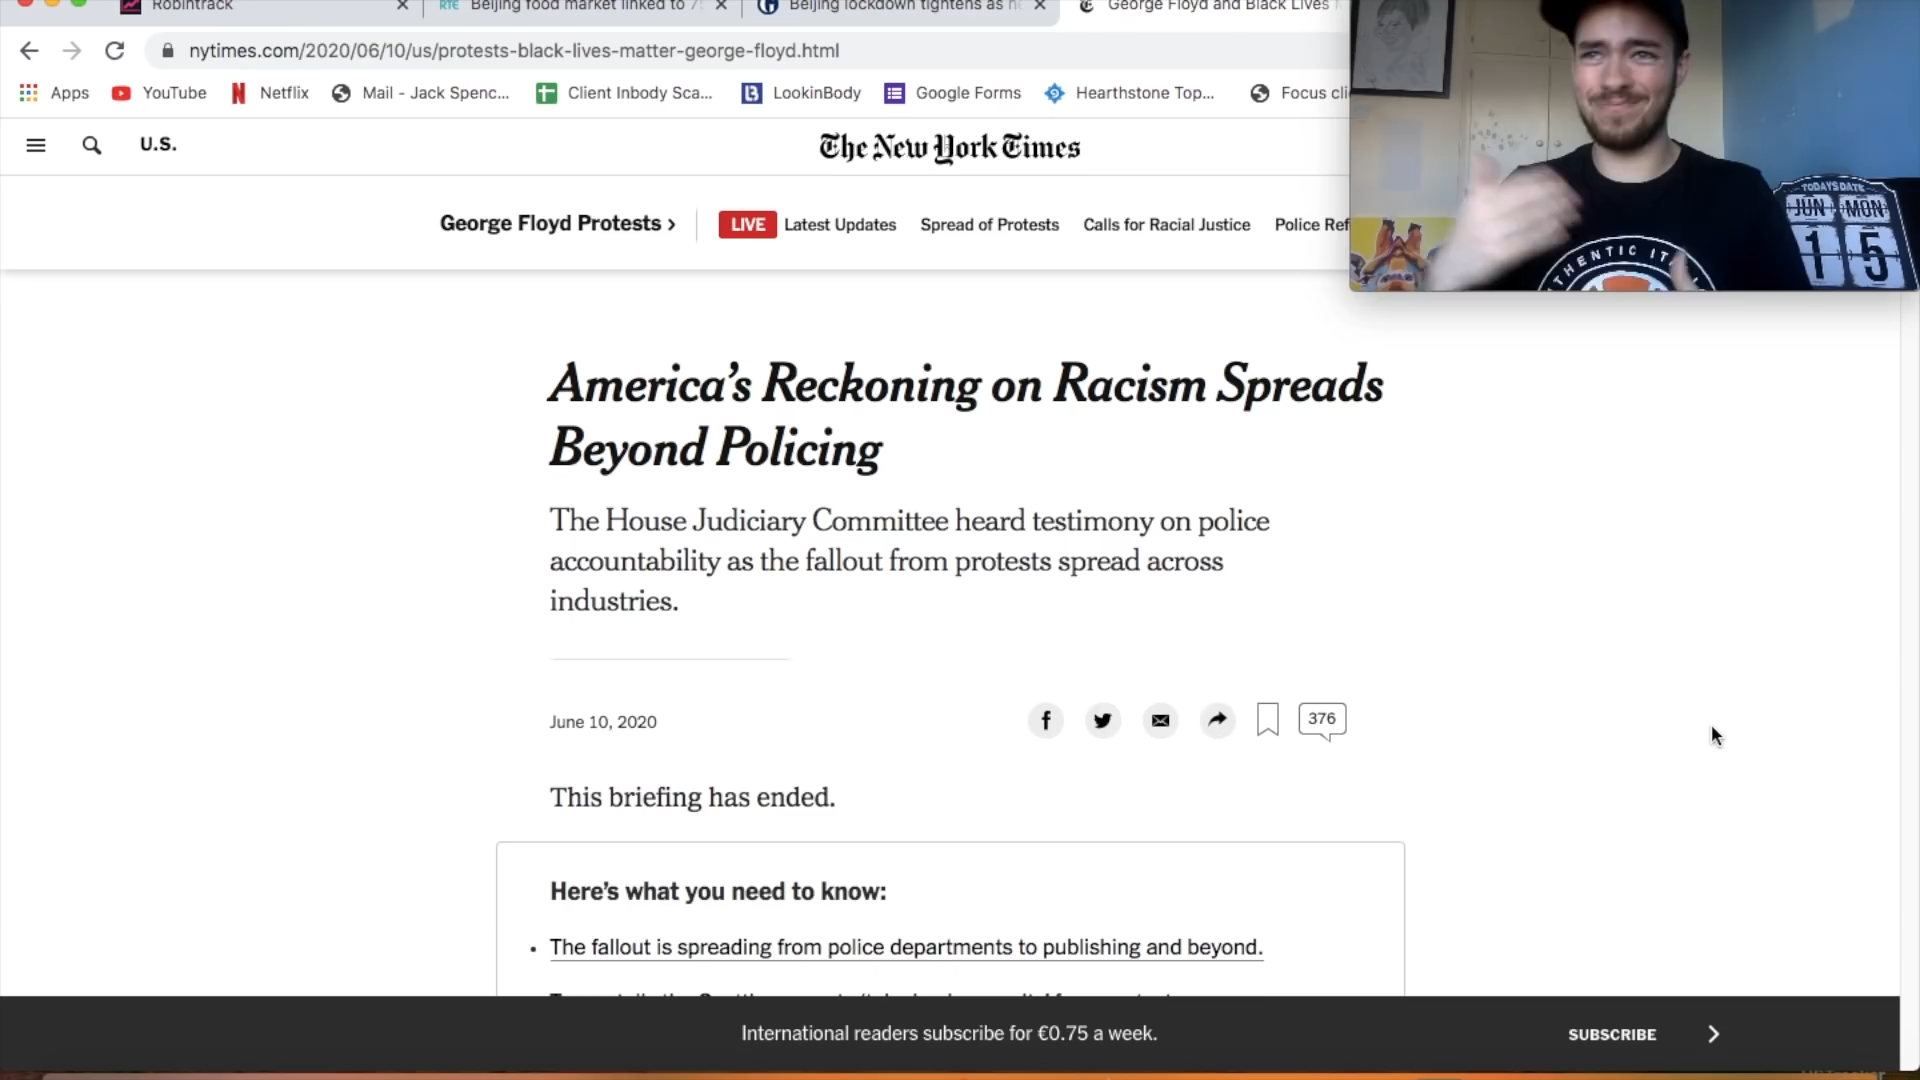 Robintrack
RTE Beijing food market linked to 7
Beijing lockdown tightens as
George Floyd and Black Lives
nytimes.com/2020/06/10/us/protests-black-lives-matter-george-floyd.html
Apps YouTube Netflix Mail - Jack Spenc... Client Inbody Sca... LookinBody Google Forms Hearthstone Top... Focus cli
U.S.
The New York Times
George Floyd Protests › LIVE Latest Updates Spread of Protests Calls for Racial Justice Police Ref
TODAYS DATE
JUN MON
15
THENTIC IT
America's Reckoning on Racism Spreads
Beyond Policing
The House Judiciary Committee heard testimony on police
accountability as the fallout from protests spread across
industries.
June 10, 2020
376
This briefing has ended.
Here's what you need to know:
• The fallout is spreading from police departments to publishing and beyond.
International readers subscribe for €0.75 a week.
SUBSCRIBE